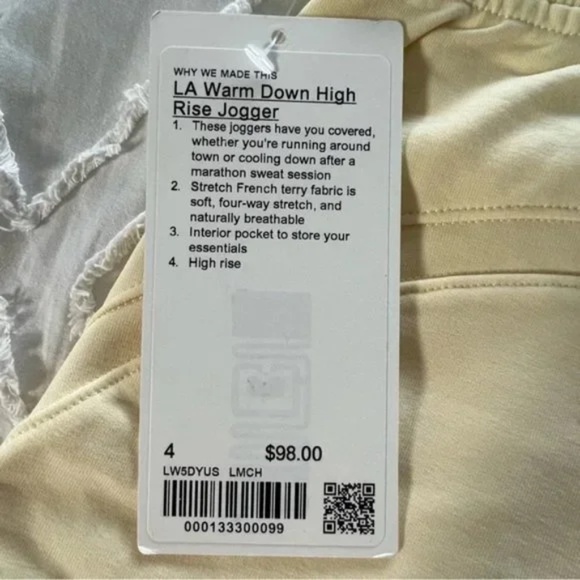 WHY WE MADE THIS
LA Warm Down High
Rise Jogger
1. These joggers have you covered,
whether you're running around
town or cooling down after a
marathon sweat session
2. Stretch French terry fabric is
soft, four-way stretch, and
naturally breathable
3. Interior pocket to store your
essentials
4. High rise
4 $98.00
LW5DYUS LMCH
000133300099